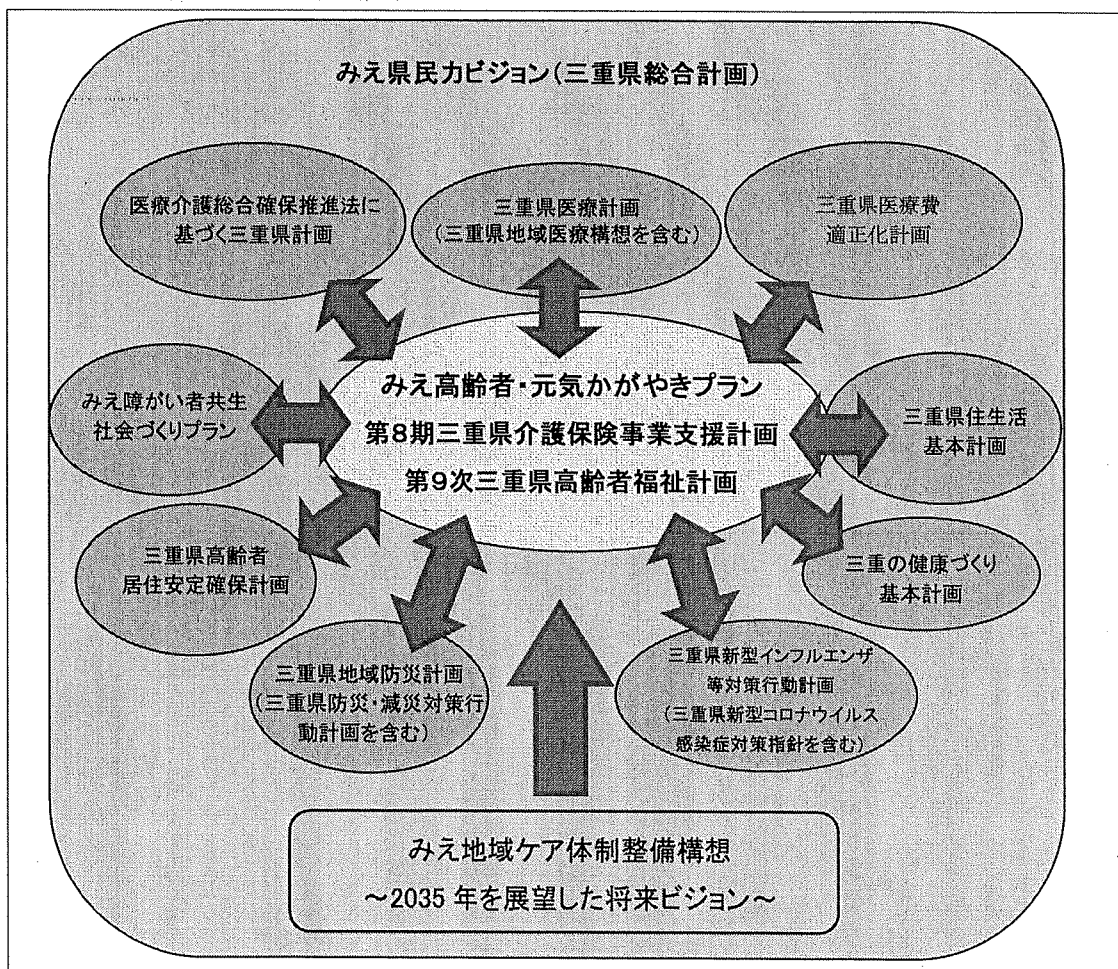 みえ県民力ビジョン（三重県総合計画）
医療介護総合確保推進法に
基づく三重県計画
三重県医療計画
（三重県地域医療構想を含む）
三重県医療費
適正化計画
みえ高齢者・元気かがやきプラン
第8期三重県介護保険事業支援計画
第9次三重県高齢者福祉計画
みえ障がい者共生
社会づくりプラン
三重県住生活
基本計画
三重県高齢者
居住安定確保計画
三重の健康づくり
基本計画
三重県地域防災計画
（三重県防災・減災対策行
動計画を含む）
三重県新型インフルエンザ
等対策行動計画
（三重県新型コロナウイルス
感染症対策指針を含む）
みえ地域ケア体制整備構想
～2035年を展望した将来ビジョン～